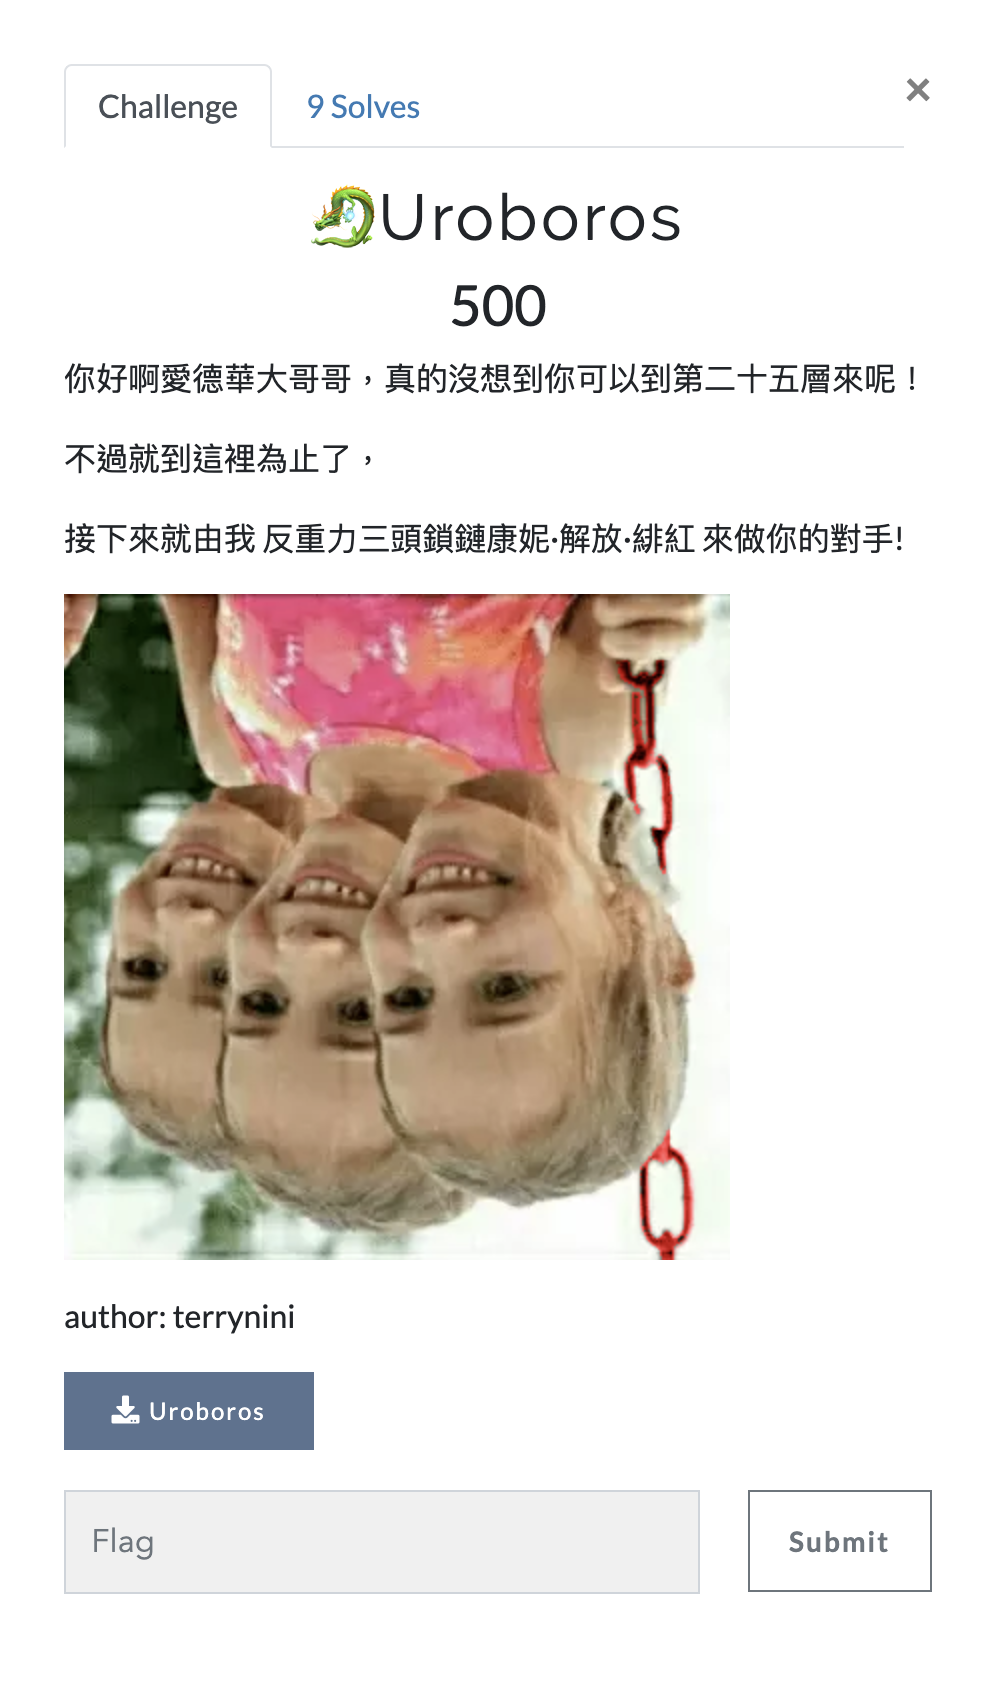 Challenge
9 Solves
×
🐉Uroboros
500
你好啊愛德華大哥哥，真的沒想到你可以到第二十五層來呢！
不過就到這裡為止了，
接下來就由我 反重力三頭鎖鏈康妮·解放·緋紅 來做你的對手!
author: terrynini
Uroboros
Flag
Submit